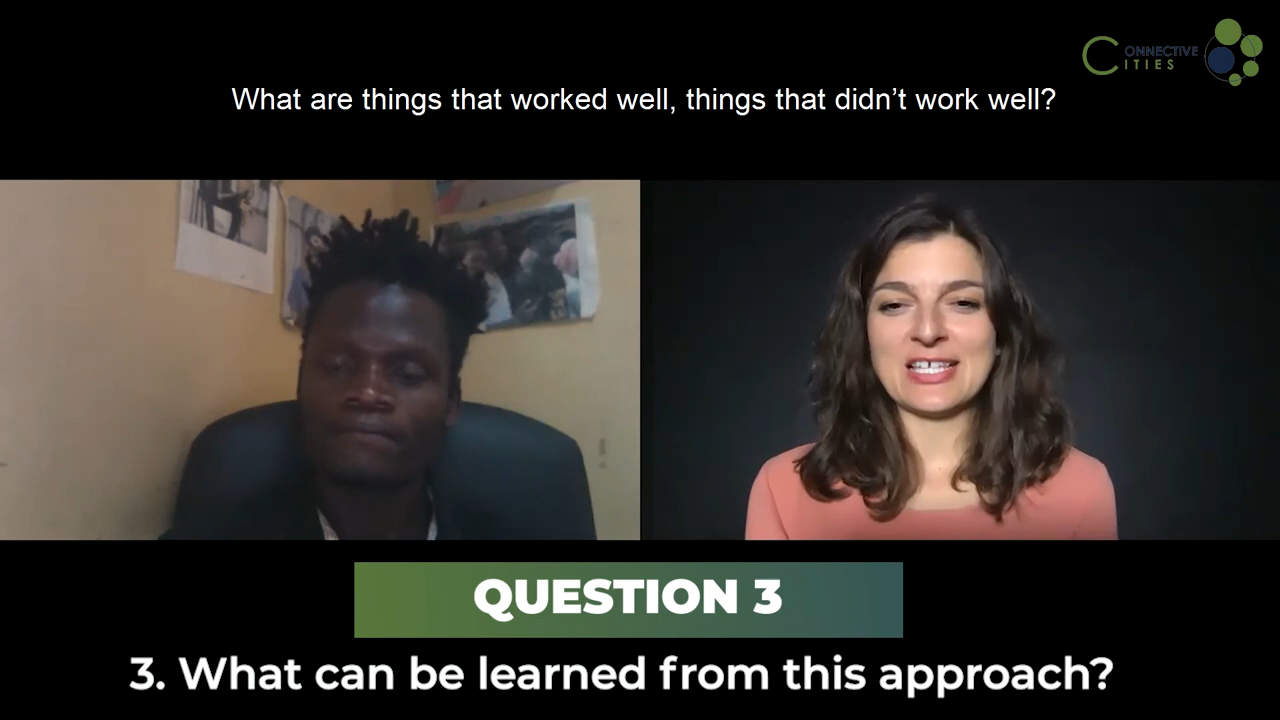 CONNECTIVE
CITIES
What are things that worked well, things that didn’t work well?
QUESTION 3
3. What can be learned from this approach?